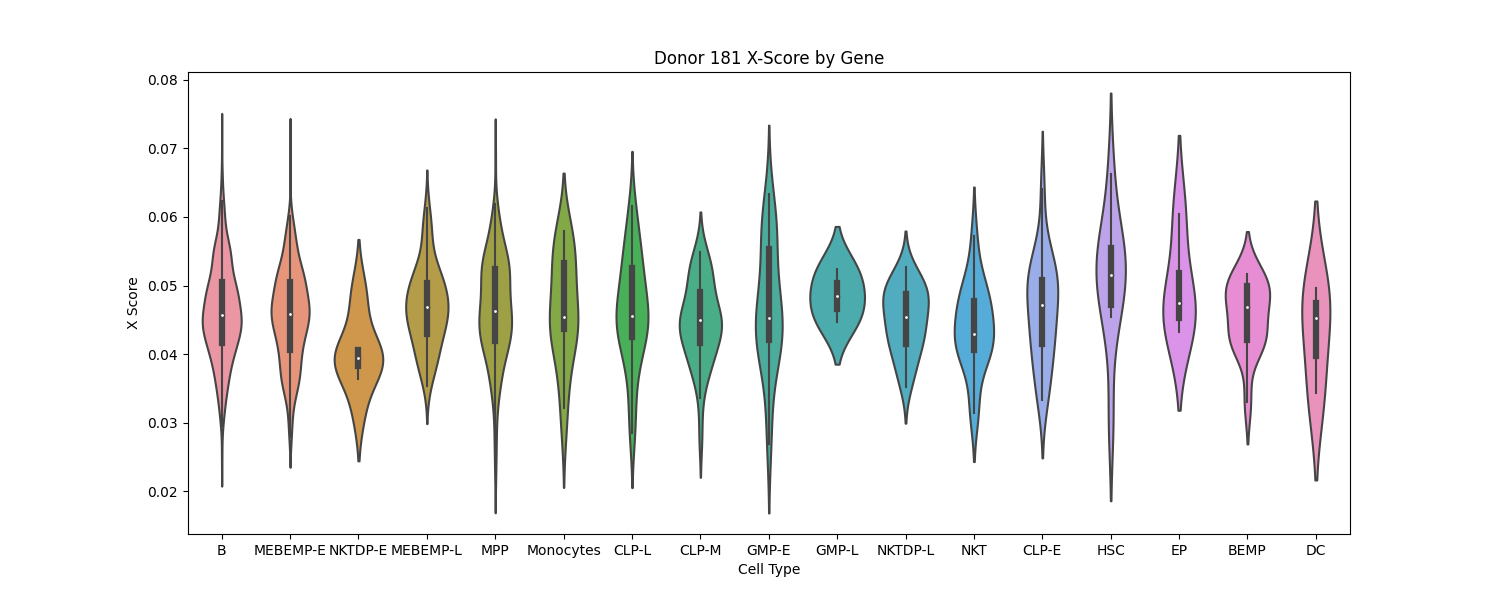 Donor 181 X-Score by Gene
0.08
0.07
0.06
0.05
0.04
0.03
0.02
X Score
B MEBEMP-E NKTDP-E MEBEMP-L MPP Monocytes CLP-L CLP-M GMP-E GMP-L NKTDP-L NKT CLP-E HSC EP BEMP DC
Cell Type